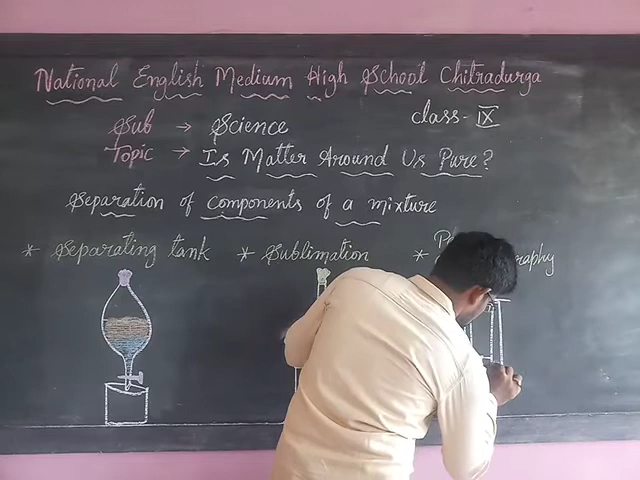 National English Medium High School Chitradurga
class - IX
Sub → Science
Topic → Is Matter Around Us Pure?
Separation of components of a mixture
* Separating tank * Sublimation *